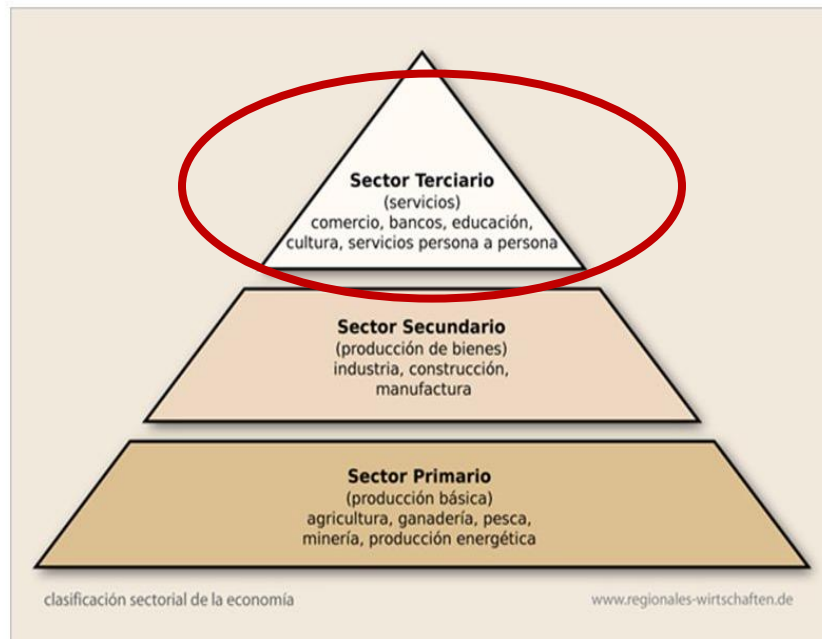 Sector Terciario
(servicios)
comercio, bancos, educación,
cultura, servicios persona a persona
Sector Secundario
(producción de bienes)
industria, construcción,
manufactura
Sector Primario
(producción básica)
agricultura, ganadería, pesca,
minería, producción energética
clasificación sectorial de la economía
www.regionales-wirtschaften.de